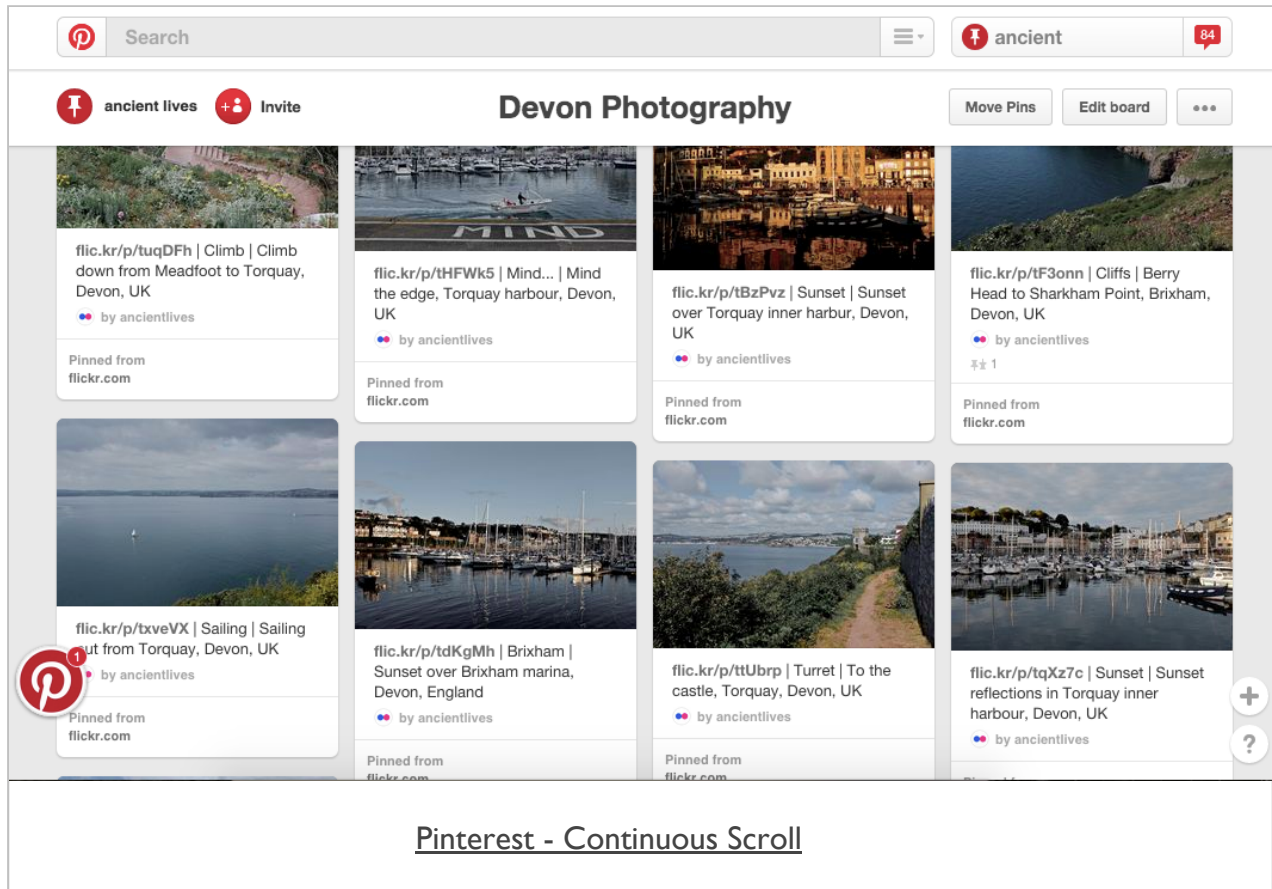 Search
ancient
84
ancient lives
Invite
Devon Photography
Move Pins
Edit board
MIND
flic.kr/p/tuqDFh | Climb | Climb
down from Meadfoot to Torquay,
Devon, UK
by ancientlives
Pinned from
flickr.com
flic.kr/p/tHFWk5 | Mind... | Mind
the edge, Torquay harbour, Devon,
UK
by ancientlives
Pinned from
flickr.com
flic.kr/p/tBzPvz | Sunset | Sunset
over Torquay inner harbur, Devon,
UK
by ancientlives
Pinned from
flickr.com
flic.kr/p/tF3onn | Cliffs | Berry
Head to Sharkham Point, Brixham,
Devon, UK
by ancientlives
1
Pinned from
flickr.com
flic.kr/p/txveVX | Sailing | Sailing
out from Torquay, Devon, UK
by ancientlives
1
Pinned from
flickr.com
flic.kr/p/tdKgMh | Brixham |
Sunset over Brixham marina,
Devon, England
by ancientlives
Pinned from
flickr.com
flic.kr/p/ttUbrp | Turret | To the
castle, Torquay, Devon, UK
by ancientlives
Pinned from
flickr.com
flic.kr/p/tqXz7c | Sunset | Sunset
reflections in Torquay inner
harbour, Devon, UK
by ancientlives
+
?
Pinterest - Continuous Scroll